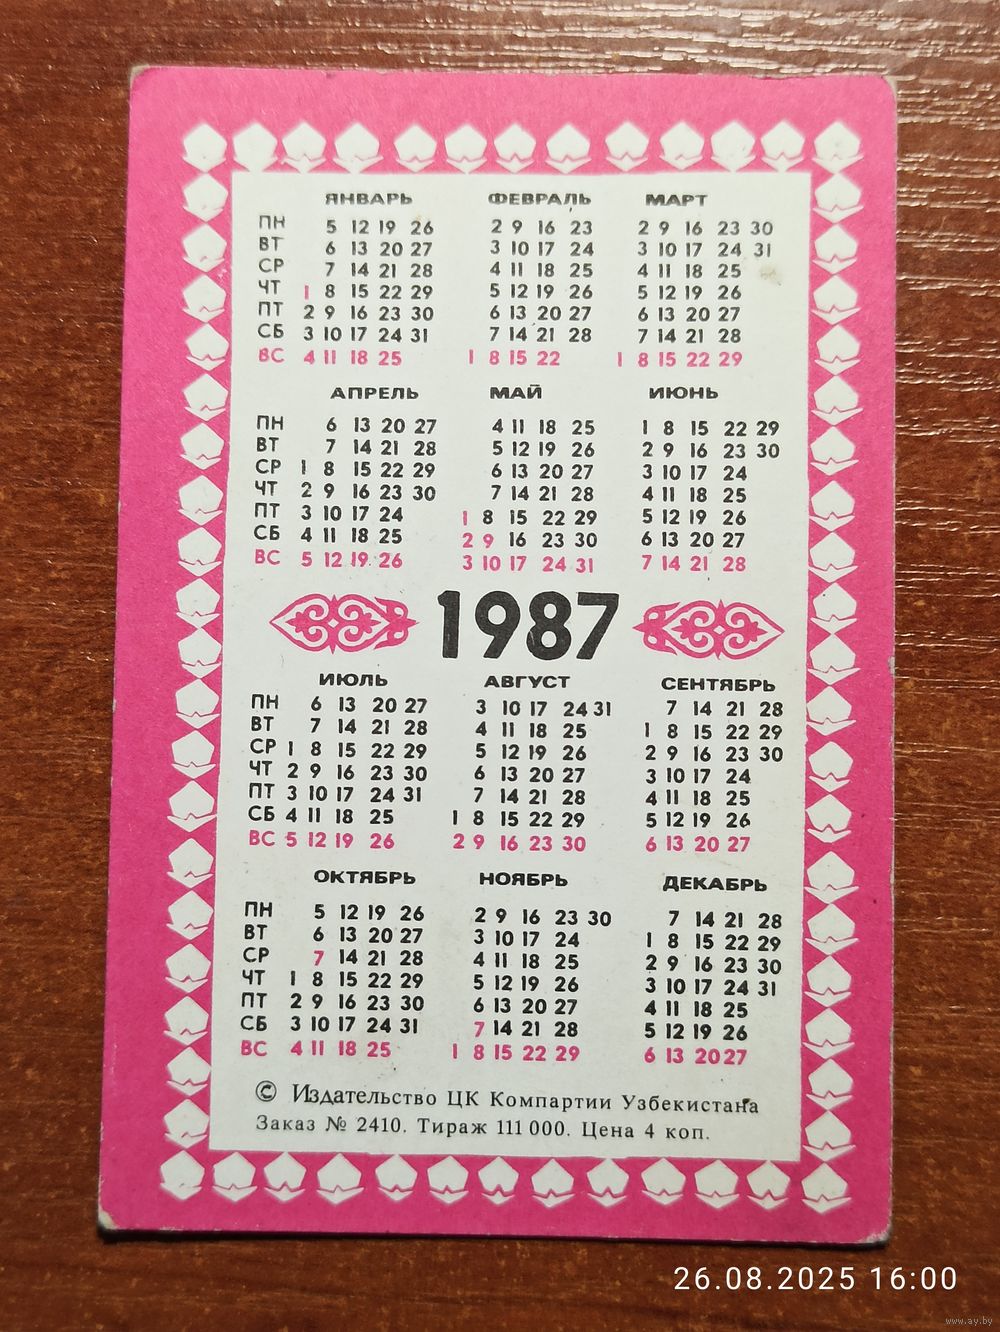 ЯНВАРЬ ФЕВРАЛЬ МАРТ
ПН 5 12 19 26 2 9 16 23 2 9 16 23 30
ВТ 6 13 20 27 3 10 17 24 3 10 17 24 31
СР 7 14 21 28 4 11 18 25 4 11 18 25
ЧТ 1 8 15 22 29 5 12 19 26 5 12 19 26
ПТ 2 9 16 23 30 6 13 20 27 6 13 20 27
СБ 3 10 17 24 31 7 14 21 28 7 14 21 28
ВС 4 11 18 25 1 8 15 22 1 8 15 22 29
АПРЕЛЬ МАЙ ИЮНЬ
ПН 6 13 20 27 4 11 18 25 1 8 15 22 29
ВТ 7 14 21 28 5 12 19 26 2 9 16 23 30
СР 1 8 15 22 29 6 13 20 27 3 10 17 24
ЧТ 2 9 16 23 30 7 14 21 28 4 11 18 25
ПТ 3 10 17 24 1 8 15 22 29 5 12 19 26
СБ 4 11 18 25 2 9 16 23 30 6 13 20 27
ВС 5 12 19 26 3 10 17 24 31 7 14 21 28
1987
ИЮЛЬ АВГУСТ СЕНТЯБРЬ
ПН 6 13 20 27 3 10 17 24 31 7 14 21 28
ВТ 7 14 21 28 4 11 18 25 1 8 15 22 29
СР 1 8 15 22 29 5 12 19 26 2 9 16 23 30
ЧТ 2 9 16 23 30 6 13 20 27 3 10 17 24
ПТ 3 10 17 24 31 7 14 21 28 4 11 18 25
СБ 4 11 18 25 1 8 15 22 29 5 12 19 26
ВС 5 12 19 26 2 9 16 23 30 6 13 20 27
ОКТЯБРЬ НОЯБРЬ ДЕКАБРЬ
ПН 5 12 19 26 2 9 16 23 30 7 14 21 28
ВТ 6 13 20 27 3 10 17 24 1 8 15 22 29
СР 7 14 21 28 4 11 18 25 2 9 16 23 30
ЧТ 1 8 15 22 29 5 12 19 26 3 10 17 24 31
ПТ 2 9 16 23 30 6 13 20 27 4 11 18 25
СБ 3 10 17 24 31 7 14 21 28 5 12 19 26
ВС 4 11 18 25 1 8 15 22 29 6 13 20 27
© Издательство ЦК Компартии Узбекистана
Заказ № 2410. Тираж 111 000. Цена 4 коп.
26.08.2025 16:00
www.ay.by